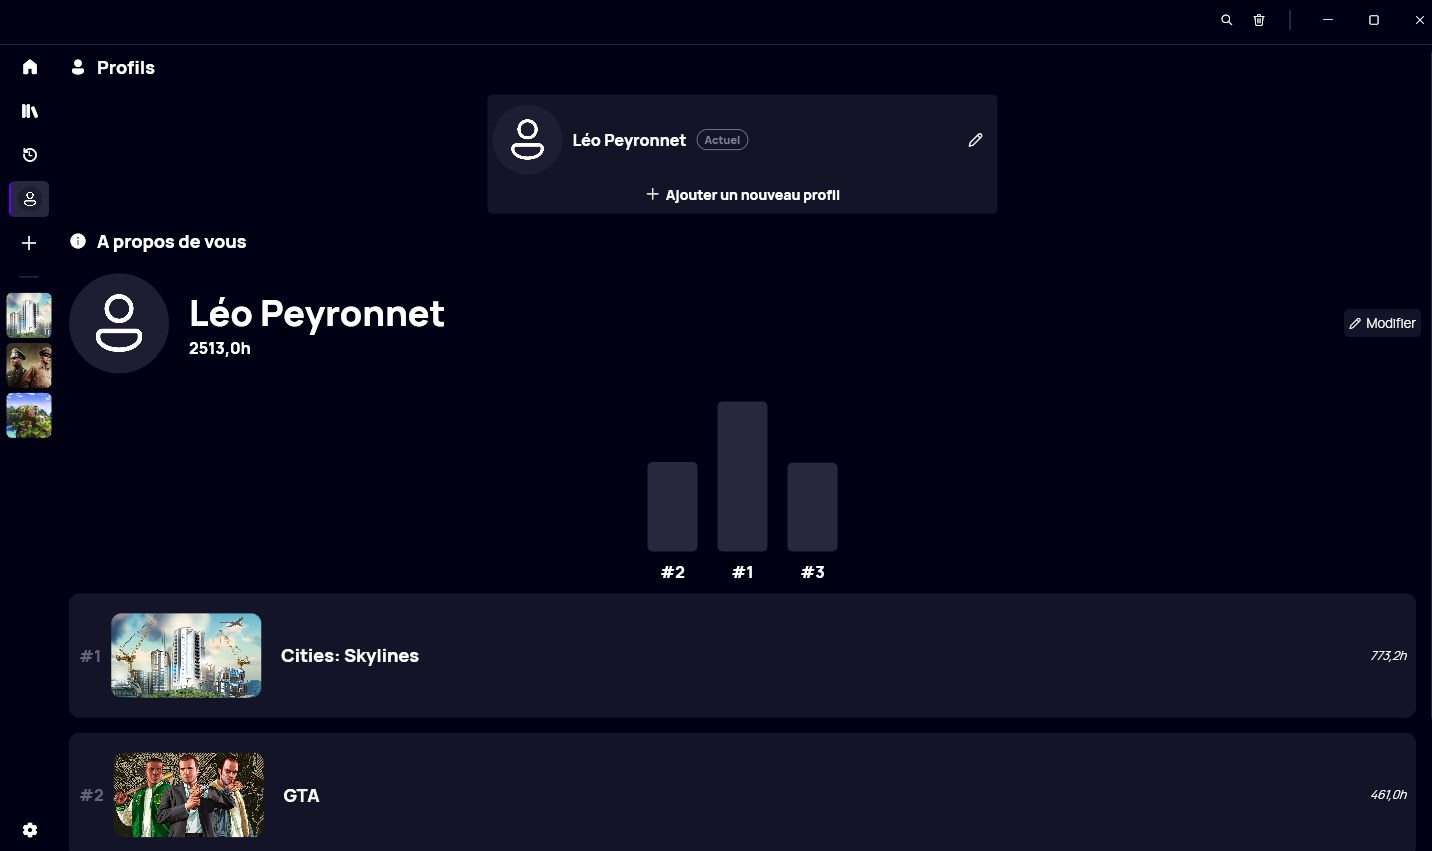 Profils
Léo Peyronnet Actuel
Ajouter un nouveau profil
A propos de vous
Léo Peyronnet
2513,0h
Modifier
#2 #1 #3
#1 Cities: Skylines 773,2h
#2 GTA 461,0h